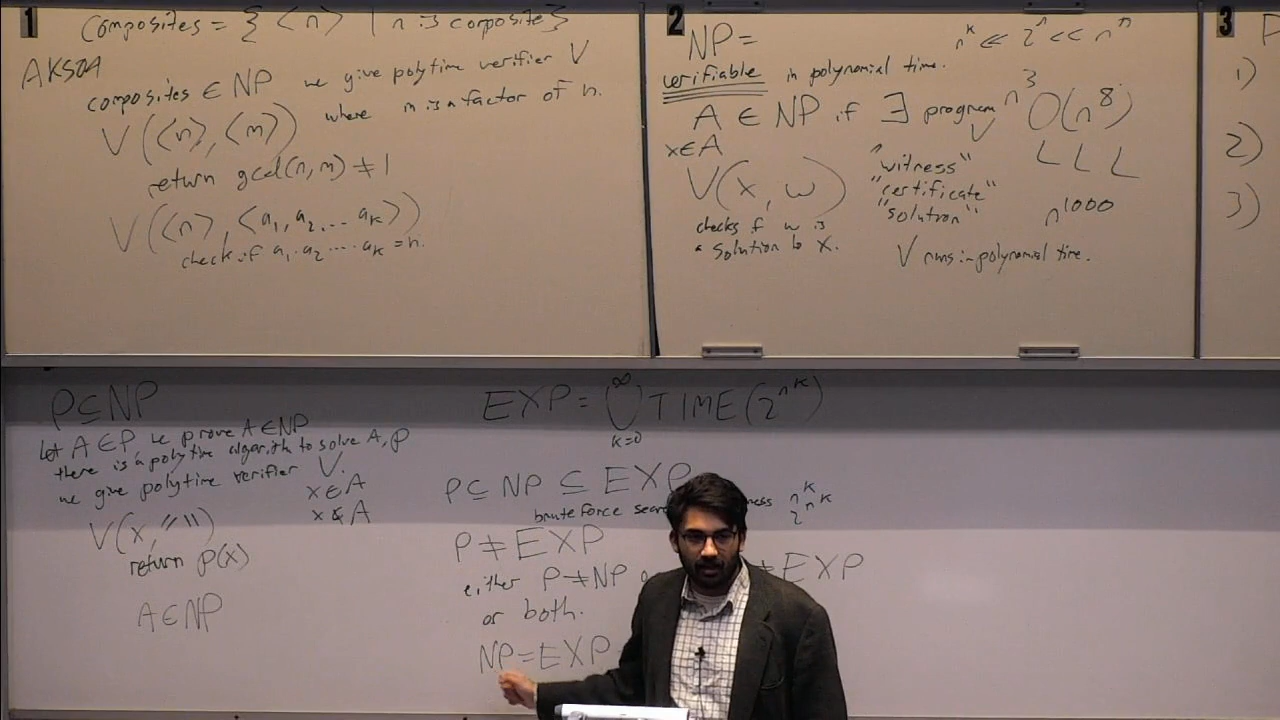 1
Composites = { <n> | n is composite }
AKSOA
composites ∈ NP we give polytime verifier V
where m is a factor of n.
V(<n>, <m>)
return gcd(n,m) ≠ 1
V(<n>, <a₁, a₂, ... aₖ>)
check if a₁·a₂ ···· aₖ = n.
2
NP =
n^k << 2^n << n^n
verifiable in polynomial time.
A ∈ NP if ∃ program V
n^3 O(n^8)
x ∈ A
V(x, w)
"witness"
"certificate"
"solution"
L L L
n^1000
checks if w is
a solution to x.
V runs in polynomial time.
3
1)
2)
3)
P ⊆ NP
Let A ∈ P, we prove A ∈ NP
there is a polytime algorithm to solve A, P
we give polytime verifier V.
x ∈ A
x ∉ A
V(x, "")
return P(x)
A ∈ NP
EXP = ∪ TIME(2^n^k)
∞
k=0
P ⊆ NP ⊆ EXP
brute force
n^k
2^n^k
P ≠ EXP
either P ≠ NP
≠ EXP
or both.
NP = EXP